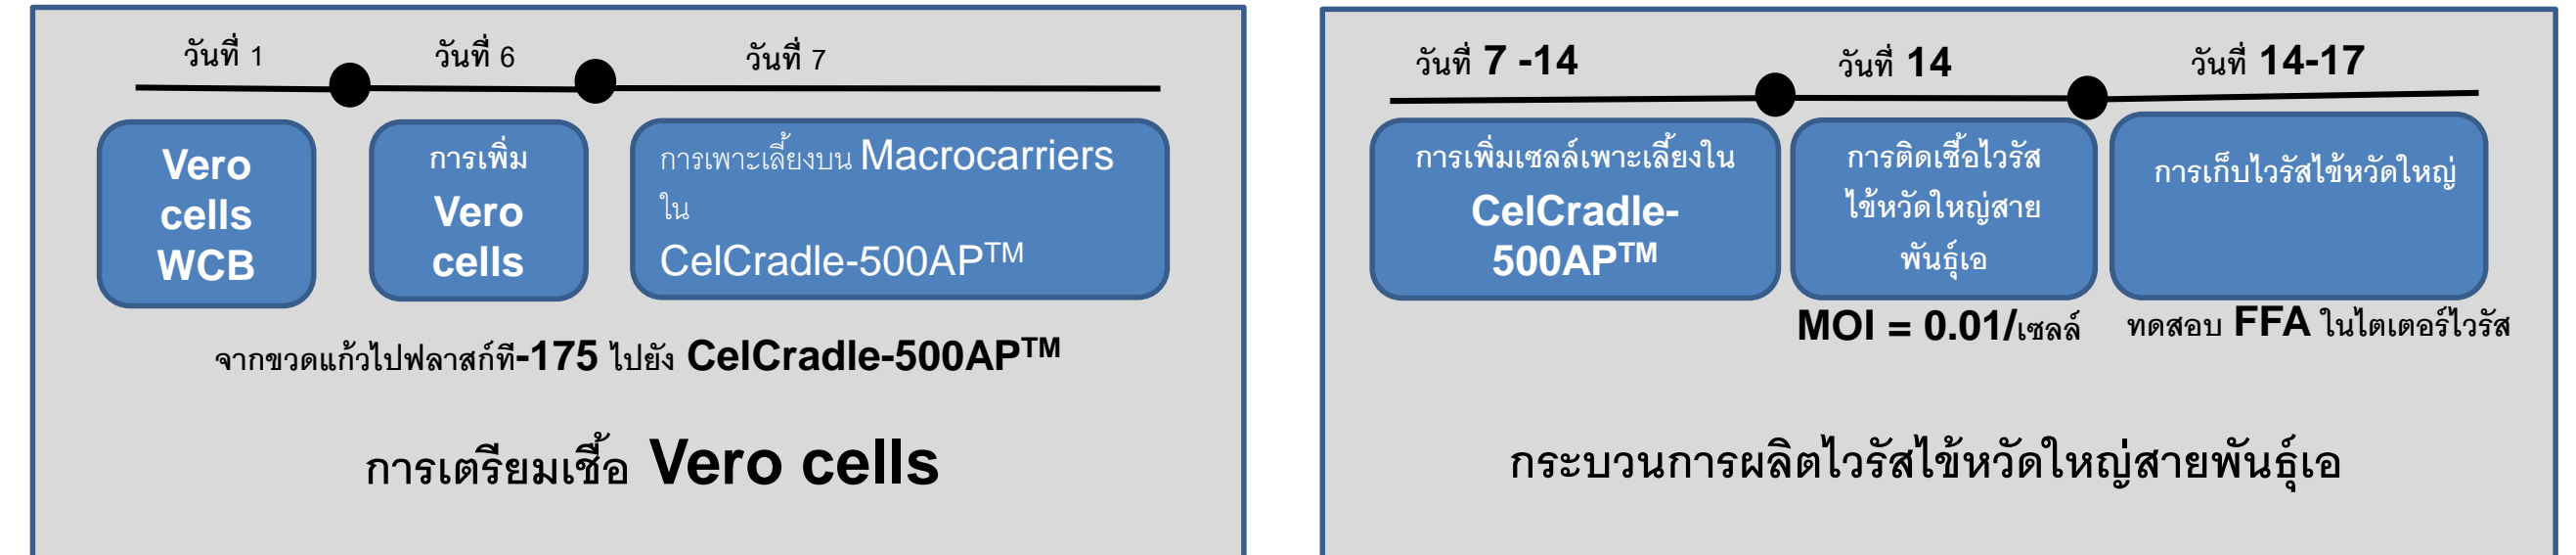 วันที่ 1
วันที่ 6
วันที่ 7
Vero
cells
WCB
การเพิ่ม
Vero
cells
การเพาะเลี้ยงบน Macrocarriers
ใน
CelCradle-500AP™
จากขวดแก้วไปฟลาสก์ที-175 ไปยัง CelCradle-500AP™
การเตรียมเชื้อ Vero cells
วันที่ 7 -14
วันที่ 14
วันที่ 14-17
การเพิ่มเซลล์เพาะเลี้ยงใน
CelCradle-
500AP™
การติดเชื้อไวรัส
ไข้หวัดใหญ่สาย
พันธุ์เอ
การเก็บไวรัสไข้หวัดใหญ่
MOI = 0.01/เซลล์
ทดสอบ FFA ในไตเตอร์ไวรัส
กระบวนการผลิตไวรัสไข้หวัดใหญ่สายพันธุ์เอ